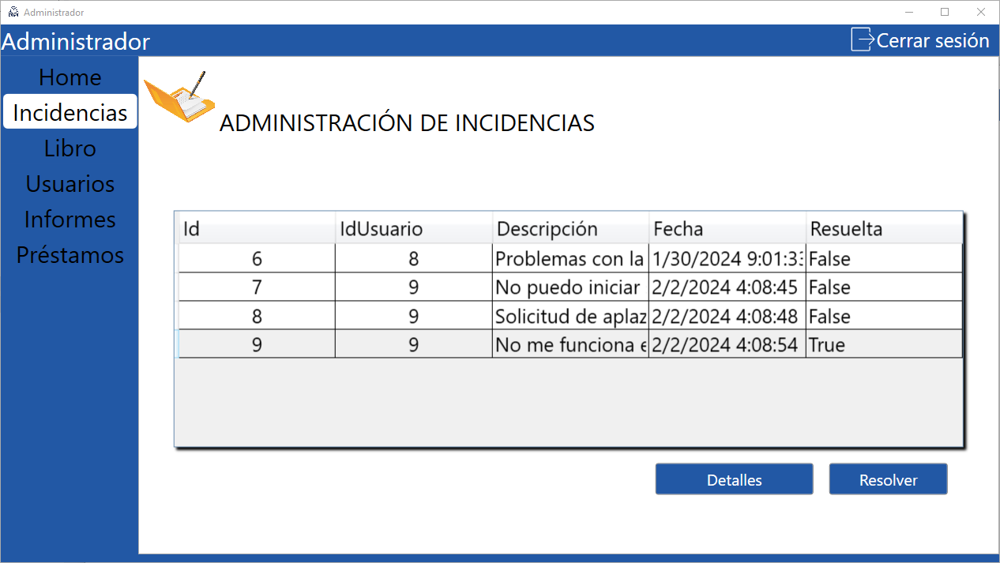 Administrador
Administrador
Cerrar sesión
Home
Incidencias
Libro
Usuarios
Informes
Préstamos
ADMINISTRACIÓN DE INCIDENCIAS
Id IdUsuario Descripción Fecha Resuelta
6 8 Problemas con la 1/30/2024 9:01:33 False
7 9 No puedo iniciar 2/2/2024 4:08:45 False
8 9 Solicitud de aplaz 2/2/2024 4:08:48 False
9 9 No me funciona e 2/2/2024 4:08:54 True
Detalles Resolver